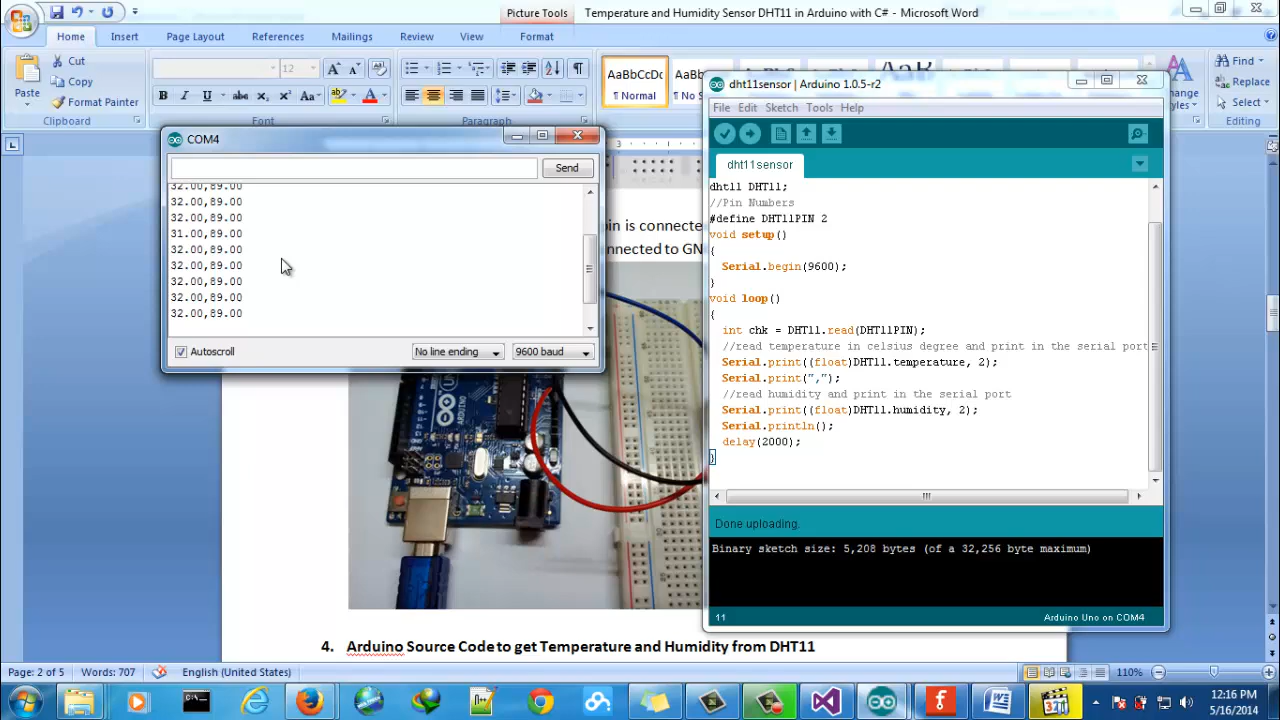 Picture Tools
Temperature and Humidity Sensor DHT11 in Arduino with C# - Microsoft Word
Home
Insert
Page Layout
References
Mailings
Review
View
Format
Paste
Cut
Copy
Format Painter
Clipboard
12
Font
Paragraph
AaBbCcDc
¶ Normal
Find
Replace
Select
Editing
COM4
Send
32.00,89.00
32.00,89.00
32.00,89.00
31.00,89.00
32.00,89.00
32.00,89.00
32.00,89.00
32.00,89.00
32.00,89.00
Autoscroll
No line ending
9600 baud
pin is connecte
nnected to GN
dht11sensor | Arduino 1.0.5-r2
File Edit Sketch Tools Help
dht11sensor
dht11 DHT11;
//Pin Numbers
#define DHT11PIN 2
void setup()
{
Serial.begin(9600);
}
void loop()
{
int chk = DHT11.read(DHT11PIN);
//read temperature in celsius degree and print in the serial port
Serial.print((float)DHT11.temperature, 2);
Serial.print(",");
//read humidity and print in the serial port
Serial.print((float)DHT11.humidity, 2);
Serial.println();
delay(2000);
}
Done uploading.
Binary sketch size: 5,208 bytes (of a 32,256 byte maximum)
11
Arduino Uno on COM4
4. Arduino Source Code to get Temperature and Humidity from DHT11
Page: 2 of 5
Words: 707
English (United States)
110%
12:16 PM
5/16/2014